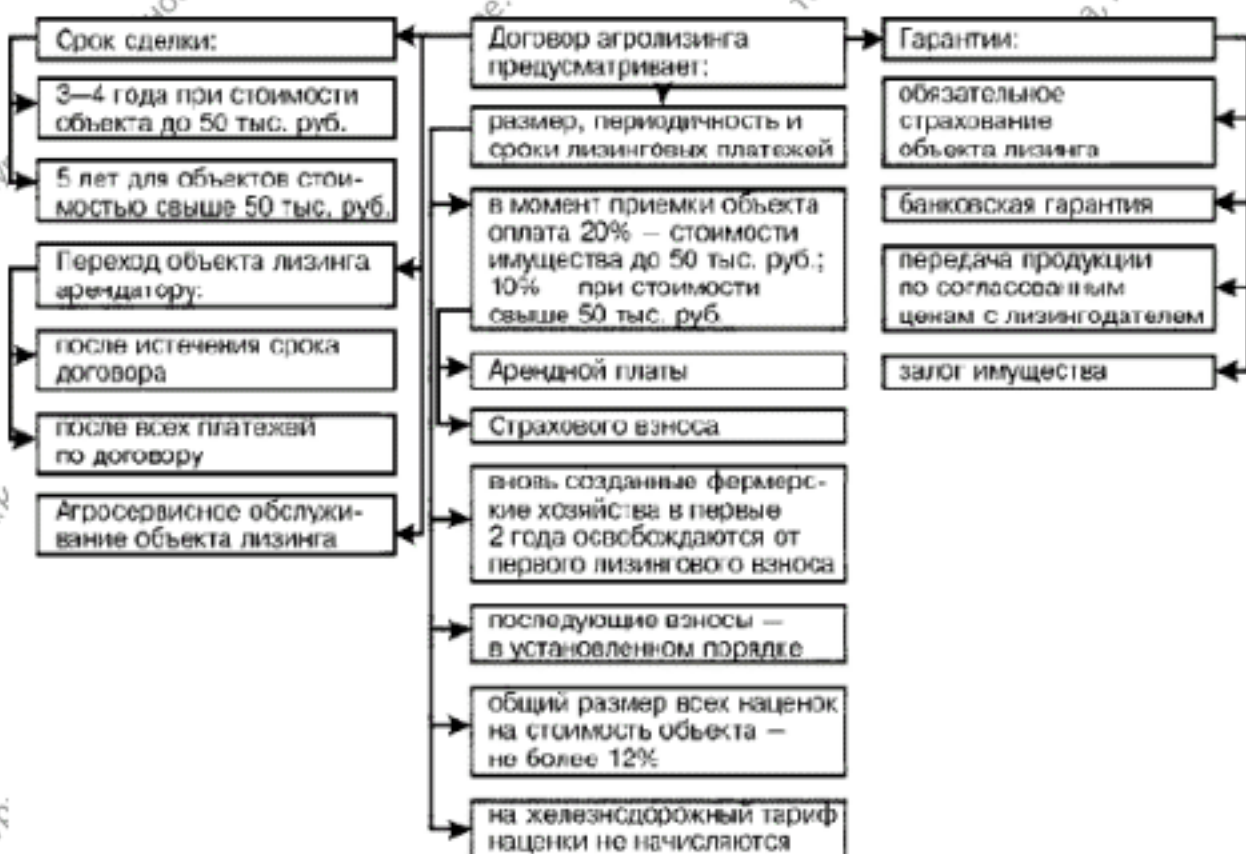 Срок сделки:
3–4 года при стоимости
объекта до 50 тыс. руб.
5 лет для объектов стои-
мостью свыше 50 тыс. руб.
Переход объекта лизинга
арендатору:
после истечения срока
договора
после всех платежей
по договору
Агросервисное обслужи-
вание объекта лизинга
Договор агролизинга
предусматривает:
размер, периодичность и
сроки лизинговых платежей
в момент приемки объекта
оплата 20% — стоимости
имущества до 50 тыс. руб.;
10% при стоимости
свыше 50 тыс. руб.
Арендной платы
Страхового взноса
вновь созданные фермерс-
кие хозяйства в первые
2 года освобождаются от
первого лизингового взноса
последующие взносы —
в установленном порядке
общий размер всех наценок
на стоимость объекта —
не более 12%
на железнодорожный тариф
наценки не начисляются
Гарантии:
обязательное
страхование
объекта лизинга
банковская гарантия
передача продукции
по согласованным
ценам с лизингодателем
залог имущества